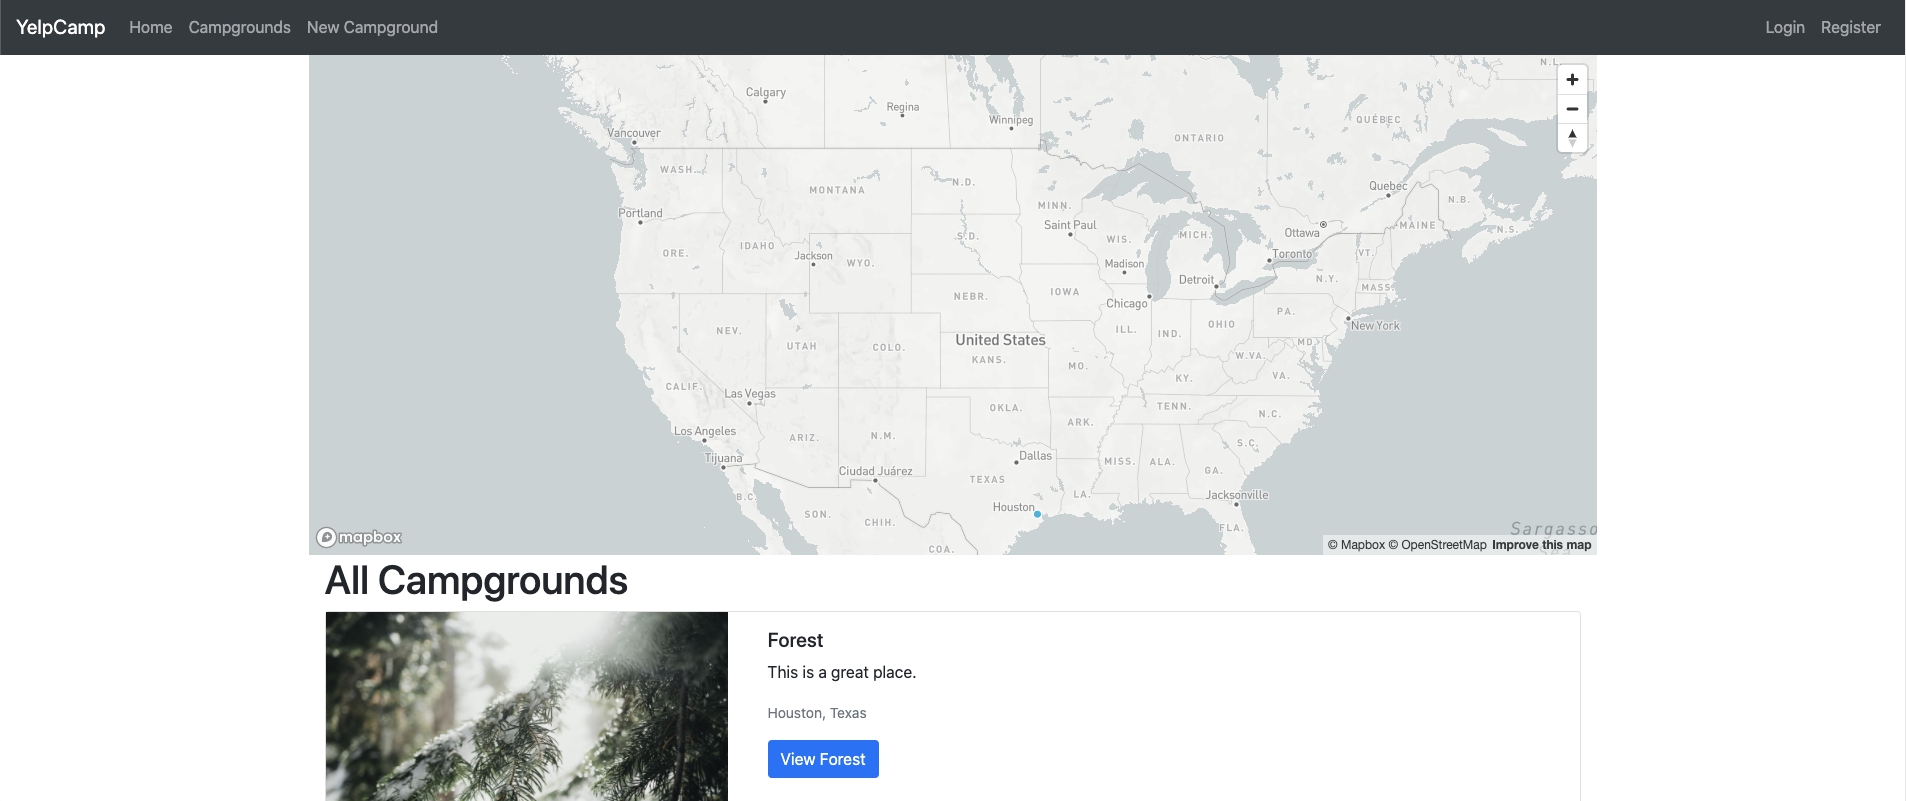 YelpCamp Home Campgrounds New Campground Login Register
N.L.
Calgary
Regina
Winnipeg
QUÉBEC
Vancouver
ONTARIO
WASH.
MONTANA
N.D.
Quebec
MINN.
N.B.
Portland
Saint Paul
MAINE
Ottawa
N.S.
S.D.
WIS.
MICH.
IDAHO
ORE.
Jackson
WYO.
Toronto
VT.
Madison
Detroit
N.Y.
MASS.
NEBR.
IOWA
Chicago
PA.
New York
NEV.
ILL.
IND.
OHIO
United States
UTAH
COLO.
MD.
KANS.
W.VA.
MO.
VA.
KY.
CALIF.
Las Vegas
OKLA.
TENN.
N.C.
ARK.
Los Angeles
ARIZ.
N.M.
S.C.
Tijuana
Dallas
MISS.
ALA.
GA.
Ciudad Juárez
TEXAS
B.C.
LA.
Jacksonville
Houston
SON.
CHIH.
FLA.
Sargasso
Sea
mapbox
COA.
© Mapbox © OpenStreetMap Improve this map
All Campgrounds
Forest
This is a great place.
Houston, Texas
View Forest